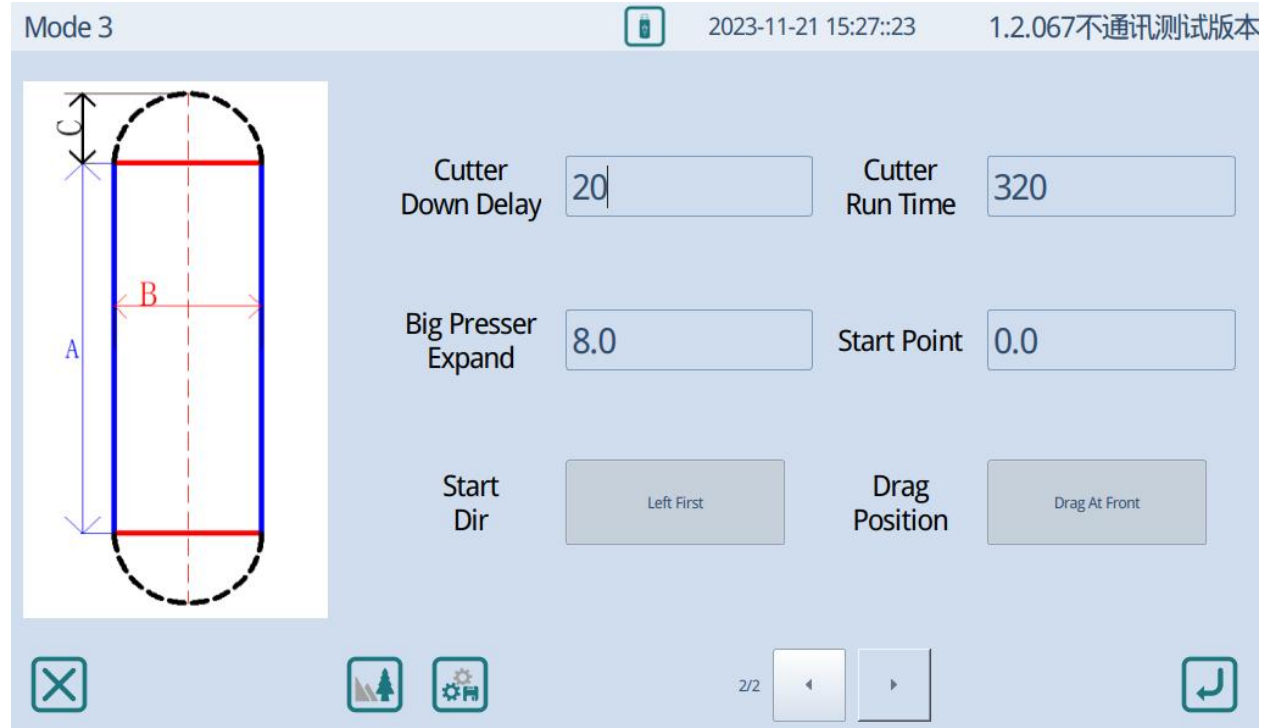 Mode 3
2023-11-21 15:27::23
1.2.067不通讯测试版本
C
A
B
Cutter
Down Delay
20
Cutter
Run Time
320
Big Presser
Expand
8.0
Start Point
0.0
Start
Dir
Left First
Drag
Position
Drag At Front
2/2